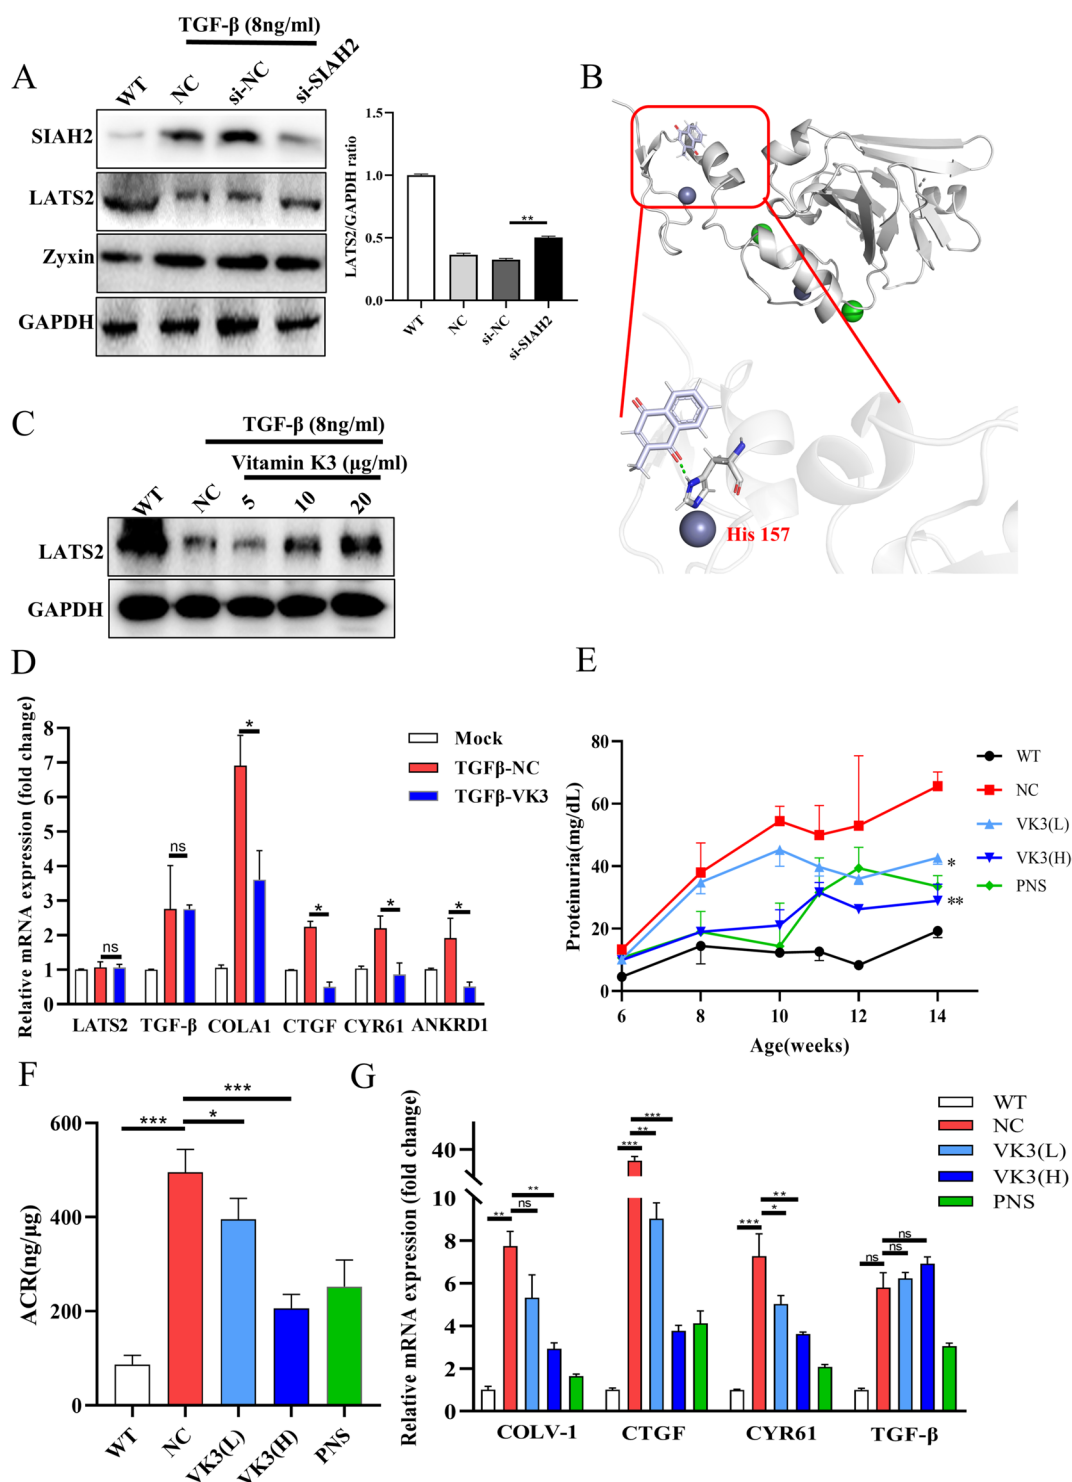 A
TGF-β (8ng/ml)
WT
NC
si-NC
si-SIAH2
SIAH2
LATS2
Zyxin
GAPDH
LATS2/GAPDH ratio
1.5
1.0
0.5
0.0
**
WT
NC
si-NC
si-SIAH2
B
His 157
C
TGF-β (8ng/ml)
Vitamin K3 (μg/ml)
WT
NC
5
10
20
LATS2
GAPDH
D
Relative mRNA expression (fold change)
8
7
6
5
4
3
2
1
0
ns
ns
*
*
*
*
LATS2
TGF-β
COLA1
CTGF
CYR61
ANKRD1
Mock
TGFβ-NC
TGFβ-VK3
E
Proteinuria(mg/dL)
80
60
40
20
0
6
8
10
12
14
Age(weeks)
*
**
WT
NC
VK3(L)
VK3(H)
PNS
F
ACR(ng/μg)
600
400
200
0
***
*
***
WT
NC
VK3(L)
VK3(H)
PNS
G
Relative mRNA expression (fold change)
40
10
8
6
4
2
0
**
ns
**
***
**
***
***
*
**
ns
ns
ns
COLV-1
CTGF
CYR61
TGF-β
WT
NC
VK3(L)
VK3(H)
PNS